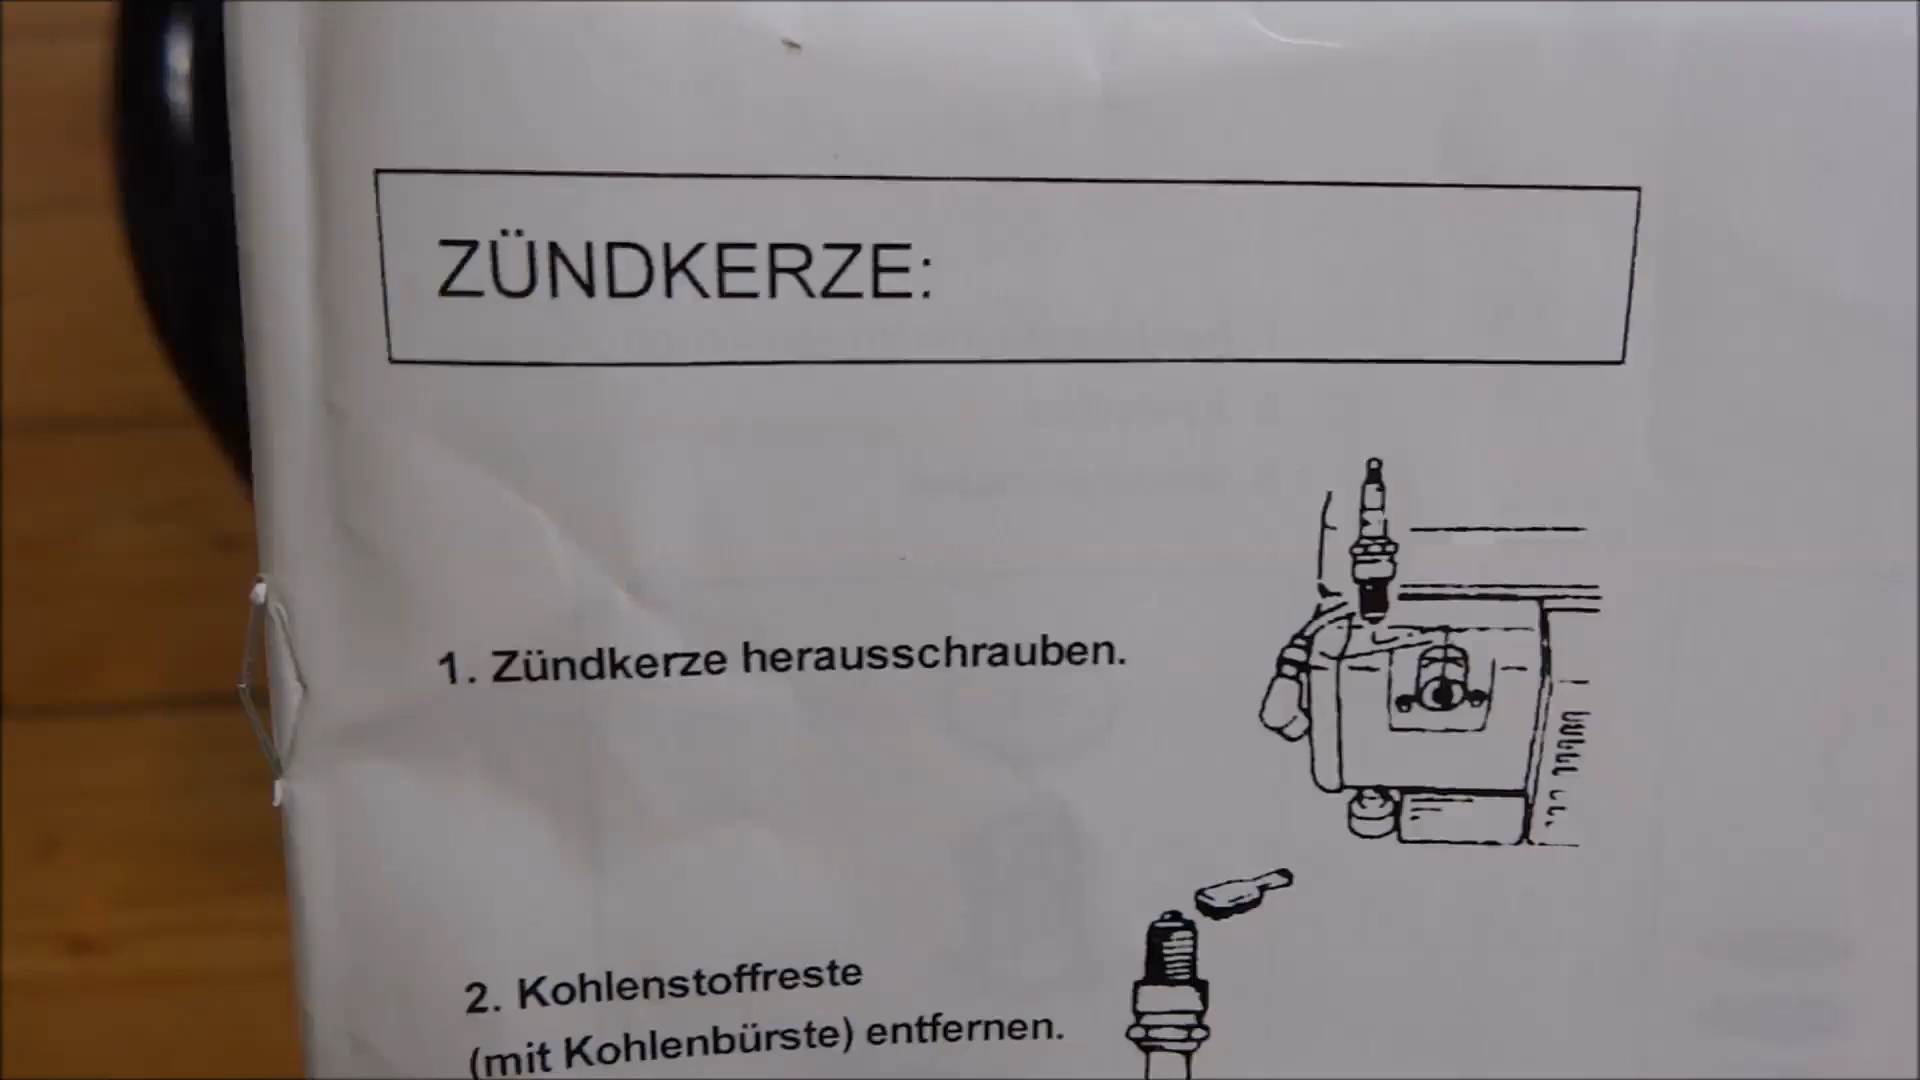 ZÜNDKERZE:
1. Zündkerze herausschrauben.
2. Kohlenstoffreste
(mit Kohlenbürste) entfernen.